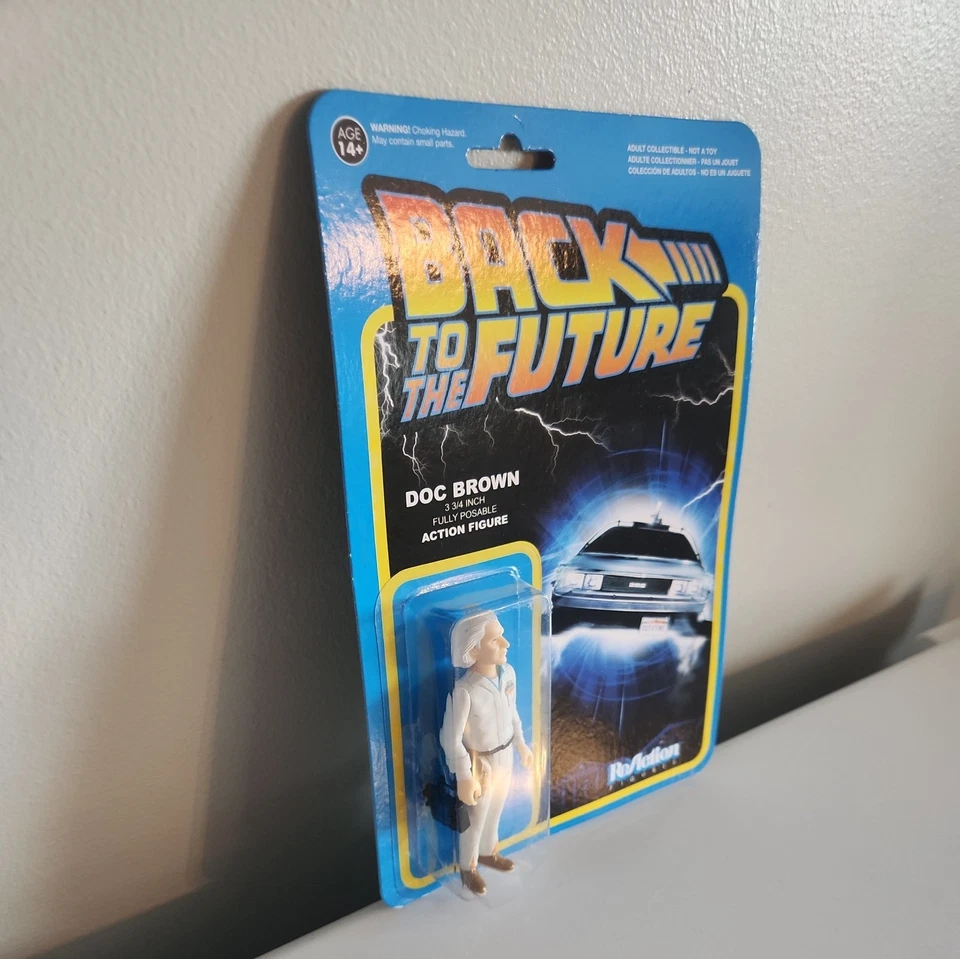 AGE
14+
WARNING! Choking Hazard.
May contain small parts.
ADULT COLLECTIBLE - NOT A TOY
ADULTE COLLECTIONNER - PAS UN JOUET
COLECCIÓN DE ADULTOS - NO ES UN JUGUETE
BACK
TO THE FUTURE
DOC BROWN
3 3/4 INCH
FULLY POSABLE
ACTION FIGURE
ReAction
FIGURES